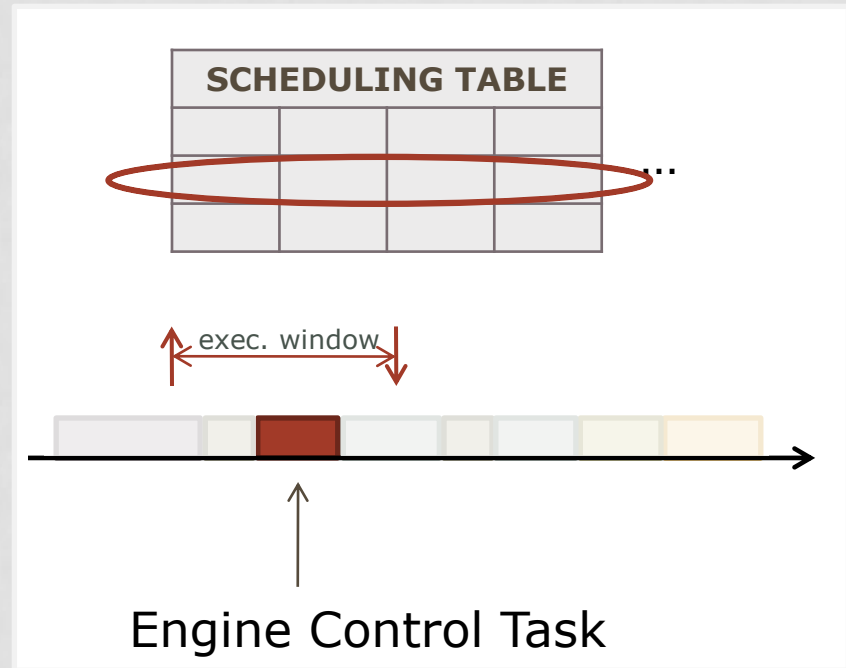 SCHEDULING TABLE
...
exec. window
Engine Control Task